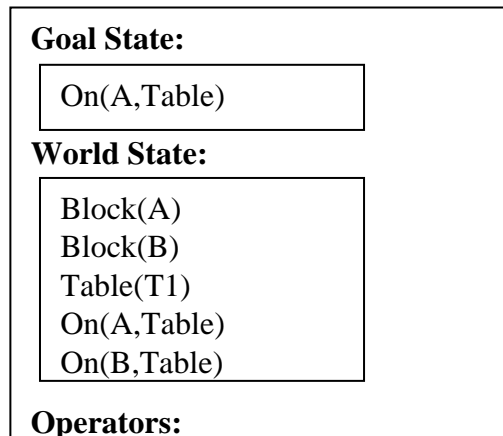 Goal State:
On(A,Table)
World State:
Block(A)
Block(B)
Table(T1)
On(A,Table)
On(B,Table)
Operators: